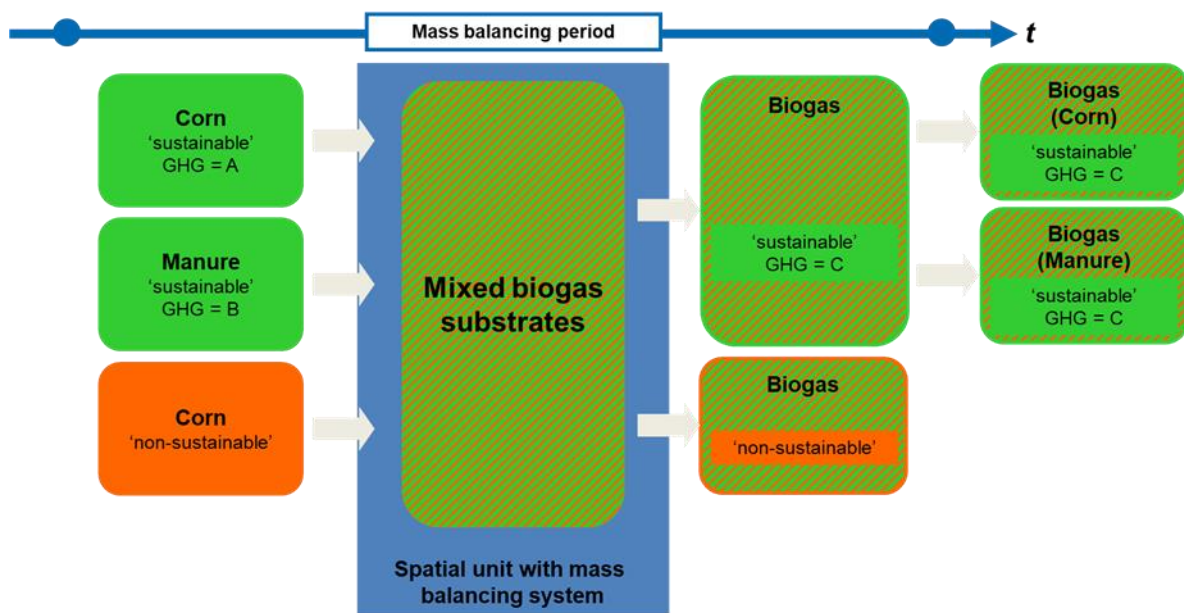 Mass balancing period
t
Corn
‘sustainable’
GHG = A
Manure
‘sustainable’
GHG = B
Corn
‘non-sustainable’
Mixed biogas
substrates
Spatial unit with mass
balancing system
Biogas
‘sustainable’
GHG = C
Biogas
‘non-sustainable’
Biogas
(Corn)
‘sustainable’
GHG = C
Biogas
(Manure)
‘sustainable’
GHG = C